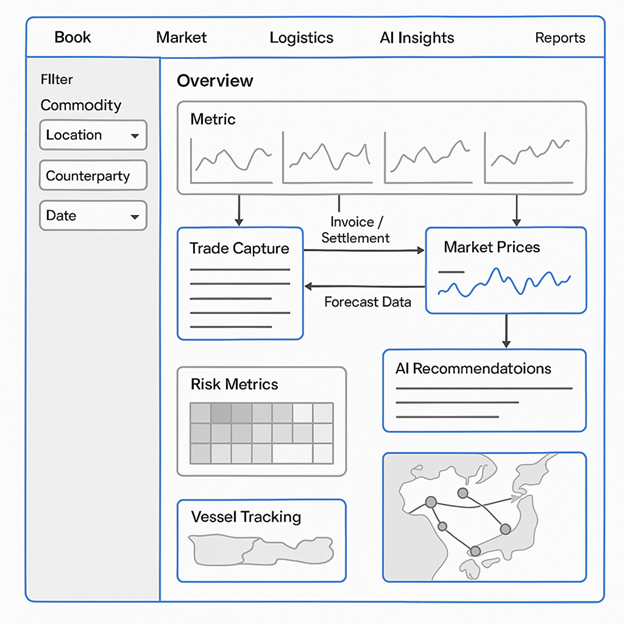 Book Market Logistics AI Insights Reports
FIlter
Commodity
Location
Counterparty
Date
Overview
Metric
Invoice /
Settlement
Trade Capture
Market Prices
Forecast Data
AI Recommendatoions
Risk Metrics
Vessel Tracking